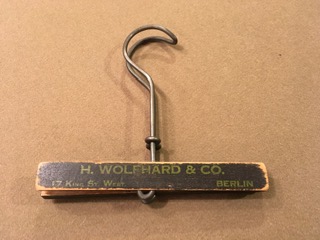 H. WOLFHARD & CO.
17 KING ST. WEST BERLIN